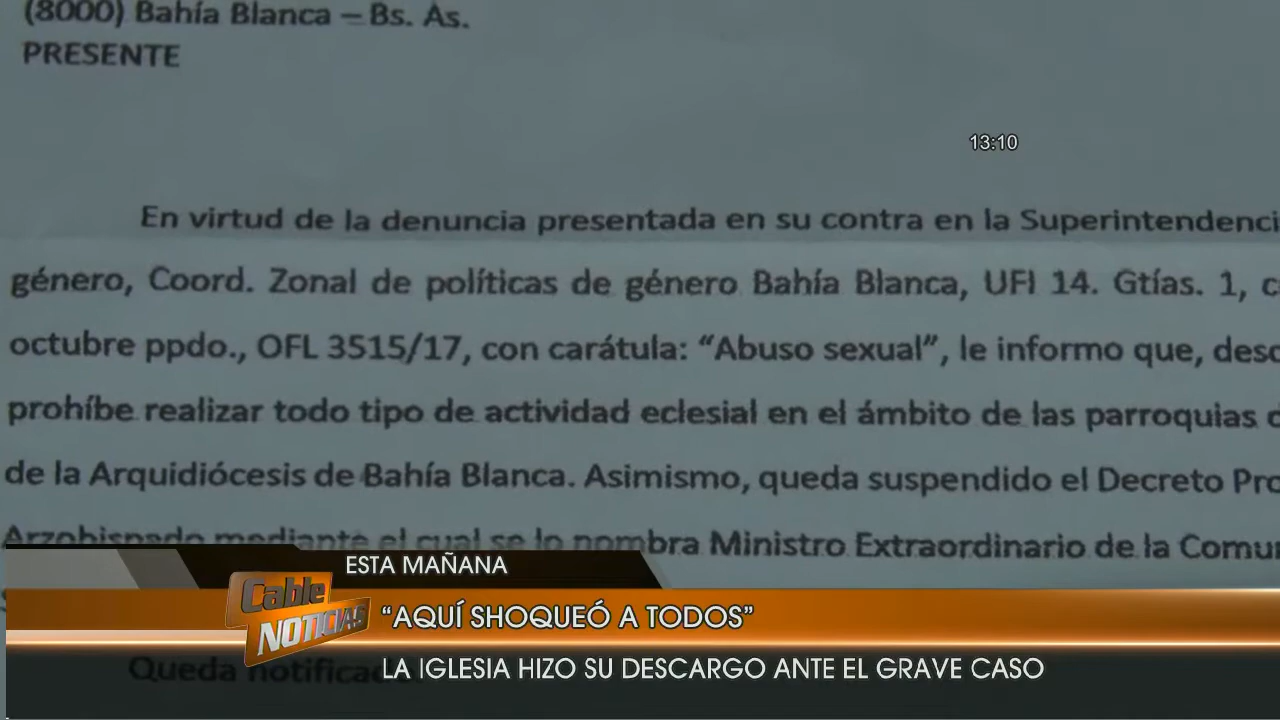 (8000) Bahía Blanca – Bs. As.
PRESENTE
13:10
En virtud de la denuncia presentada en su contra en la Superintendenci
género, Coord. Zonal de políticas de género Bahía Blanca, UFI 14. Gtías. 1, c
octubre ppdo., OFL 3515/17, con carátula: “Abuso sexual”, le informo que, desd
prohíbe realizar todo tipo de actividad eclesial en el ámbito de las parroquias
de la Arquidiócesis de Bahía Blanca. Asimismo, queda suspendido el Decreto Pro
Arzobispado mediante el cual se lo nombra Ministro Extraordinario de la Comu
ESTA MAÑANA
Cable
NOTICIAS
“AQUÍ SHOQUEÓ A TODOS”
Queda notificado
LA IGLESIA HIZO SU DESCARGO ANTE EL GRAVE CASO